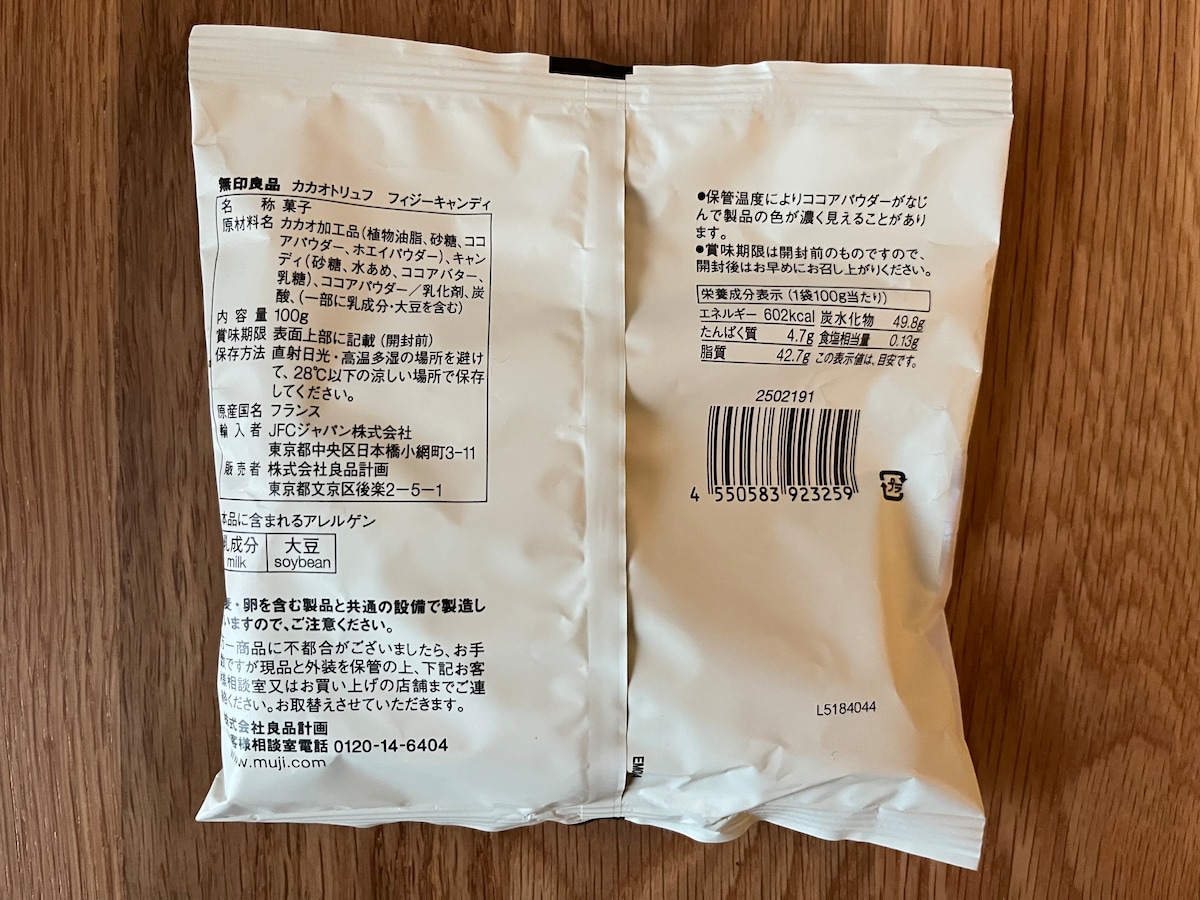 無印良品 カカオトリュフ フィジーキャンディ
名称 菓子
原材料名 カカオ加工品(植物油脂、砂糖、ココ
アパウダー、ホエイパウダー)、キャン
ディ(砂糖、水あめ、ココアバター、
乳糖)、ココアパウダー/乳化剤、炭
酸、(一部に乳成分・大豆を含む)
内容量 100g
賞味期限 表面上部に記載(開封前)
保存方法 直射日光・高温多湿の場所を避け
て、28℃以下の涼しい場所で保存
してください。
原産国名 フランス
輸入者 JFCジャパン株式会社
東京都中央区日本橋小網町3-11
販売者 株式会社良品計画
東京都文京区後楽2-5-1
本品に含まれるアレルゲン
乳成分 大豆
milk soybean
麦・卵を含む製品と共通の設備で製造し
いますので、ご注意ください。
一商品に不都合がございましたら、お手
数ですが現品と外装を保管の上、下記お客
様相談室又はお買い上げの店舗までご連
絡ください。お取替えさせていただきます。
株式会社良品計画
客様相談室電話 0120-14-6404
www.muji.com
●保管温度によりココアパウダーがなじ
んで製品の色が濃く見えることがあり
ます。
●賞味期限は開封前のものですので、
開封後はお早めにお召し上がりください。
栄養成分表示(1袋100g当たり)
エネルギー 602kcal 炭水化物 49.8g
たんぱく質 4.7g 食塩相当量 0.13g
脂質 42.7g この表示値は、目安です。
2502191
4 550583 923259
プラ
L5184044